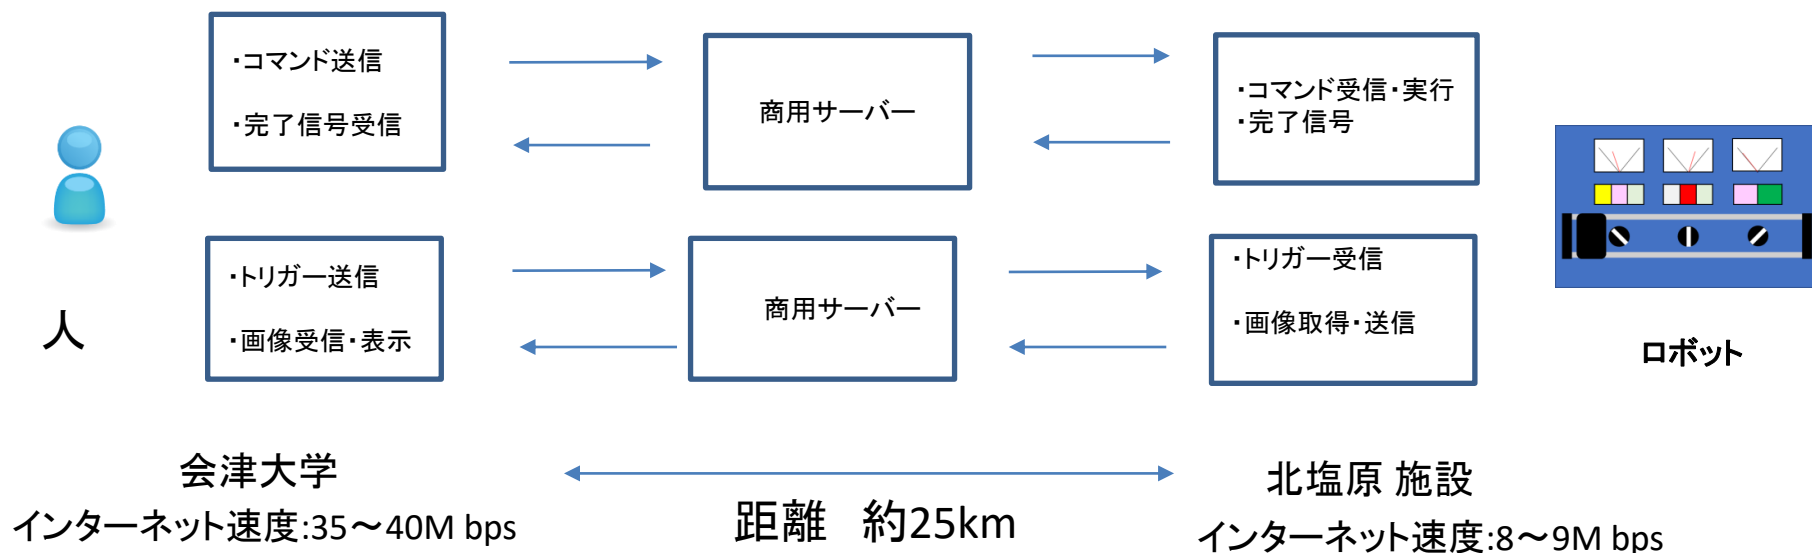 ・コマンド送信
・完了信号受信
商用サーバー
・コマンド受信・実行
・完了信号
・トリガー送信
・画像受信・表示
商用サーバー
・トリガー受信
・画像取得・送信
人
ロボット
会津大学
インターネット速度:35～40M bps
距離　約25km
北塩原 施設
インターネット速度:8～9M bps